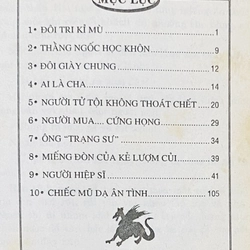 MỤC LỤC
1• ĐÔI TRI KỈ MÙ 1
2• THẰNG NGỐC HỌC KHÔN 9
3• ĐÔI GIÀY CHUNG 12
4• AI LÀ CHA 14
5• NGƯỜI TỬ TỘI KHÔNG THOÁT CHẾT 20
6• NGƯỜI MUA.... CỨNG HỌNG 29
7• ÔNG "TRẠNG SƯ" 34
8• MIẾNG ĐÒN CỦA KẺ LƯỢM CỦI 39
9• NGƯỜI HIỆP SĨ 41
10• CHIẾC MŨ DẠ ÂN TÌNH 105